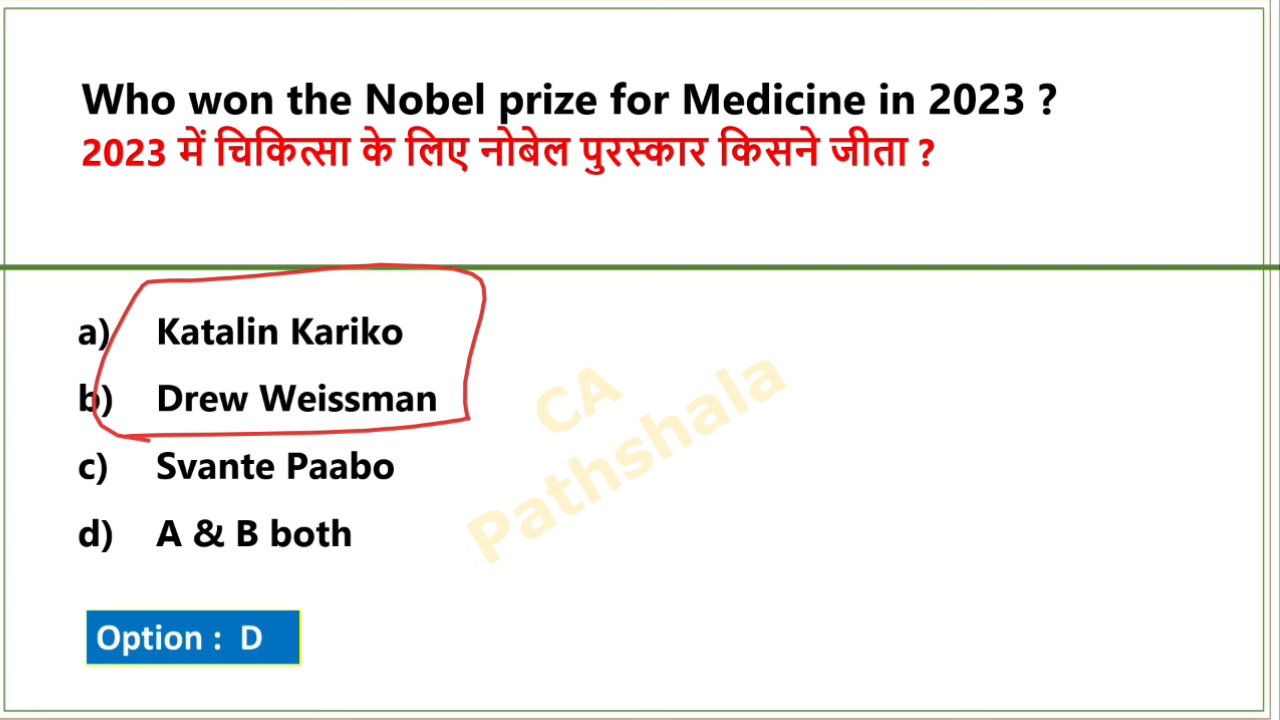 Who won the Nobel prize for Medicine in 2023 ?
2023 में चिकित्सा के लिए नोबेल पुरस्कार किसने जीता ?
a) Katalin Kariko
b) Drew Weissman
c) Svante Paabo
d) A & B both
CA
Pathshala
Option : D